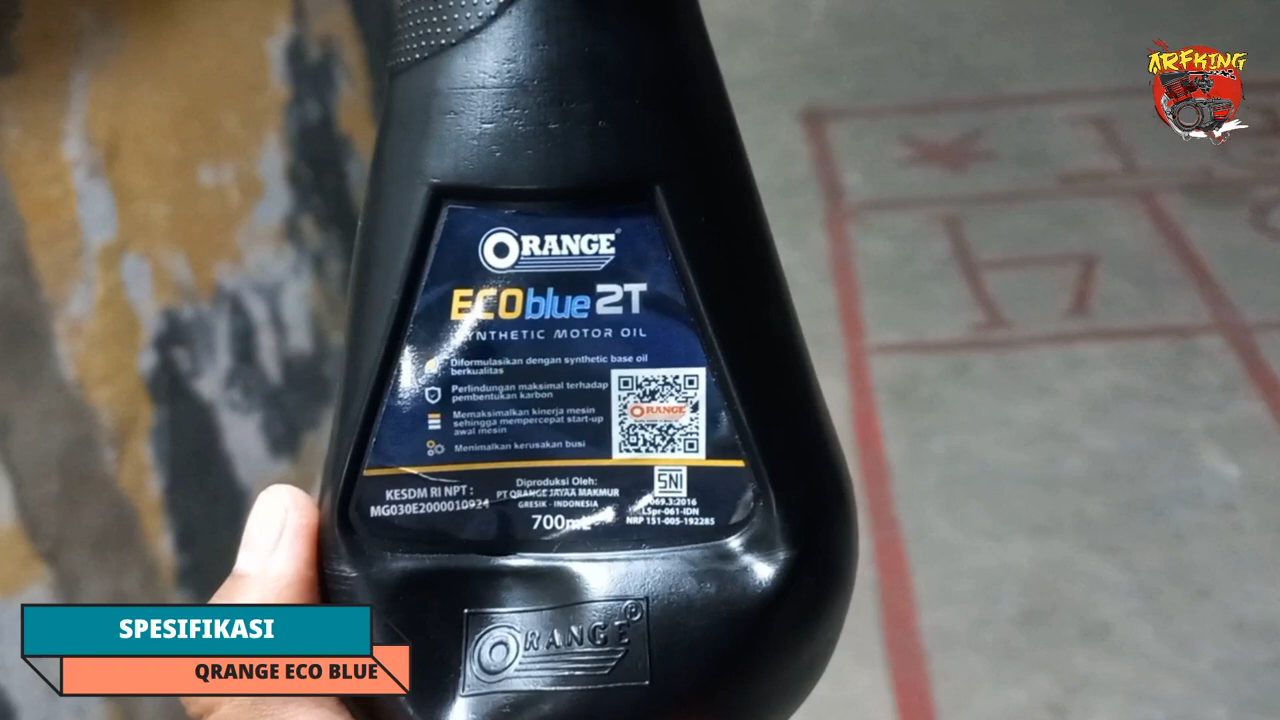 ARFKING
ORANGE®
ECOblue 2T
SYNTHETIC MOTOR OIL
Diformulasikan dengan synthetic base oil
berkualitas
Perlindungan maksimal terhadap
pembentukan karbon
Memaksimalkan kinerja mesin
sehingga mempercepat start-up
awal mesin
Menimalkan kerusakan busi
ORANGE
KESDM RI NPT :
MG030E2000010924
Diproduksi Oleh:
PT ORANGE JAYAA MAKMUR
GRESIK - INDONESIA
700mL
SNI
7069.3:2016
LSpr-061-IDN
NRP 151-005-192285
ORANGE®
SPESIFIKASI
QRANGE ECO BLUE